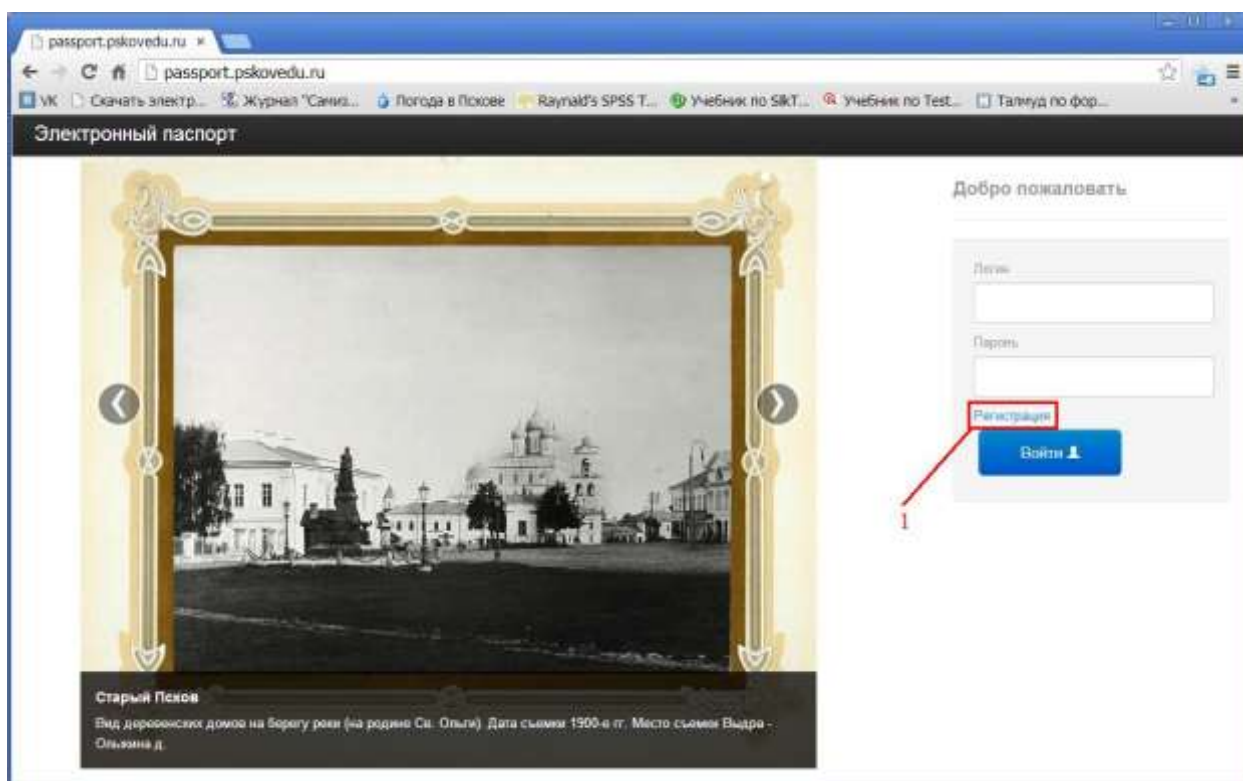 passport.pskovedu.ru
passport.pskovedu.ru
VK
Скачать электр...
Журнал "Самиз...
Погода в Пскове
Raynald's SPSS T...
Учебник по SilkT...
Учебник по Test...
Талмуд по фор...
Электронный паспорт
Добро пожаловать
Логин
Пароль
Регистрация
Войти
1
Старый Псков
Вид деревенских домов на берегу реки (на родине Св. Ольги). Дата съемки 1900-е гг. Место съемки Выдра -
Ольжина д.